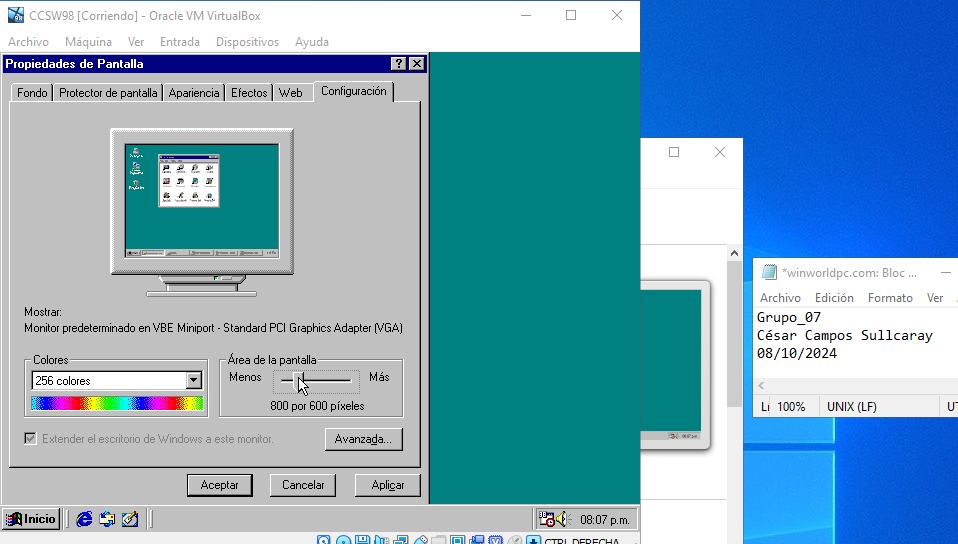 CCSW98 [Corriendo] - Oracle VM VirtualBox
Archivo Máquina Ver Entrada Dispositivos Ayuda
Propiedades de Pantalla
Fondo Protector de pantalla Apariencia Efectos Web Configuración
Mostrar:
Monitor predeterminado en VBE Miniport - Standard PCI Graphics Adapter (VGA)
Colores
256 colores
Área de la pantalla
Menos Más
800 por 600 píxeles
Extender el escritorio de Windows a este monitor.
Avanzada...
Aceptar Cancelar Aplicar
Inicio 08:07 p.m.
CTRL DERECHA
*winworldpc.com: Bloc ...
Archivo Edición Formato Ver
Grupo_07
César Campos Sullcaray
08/10/2024
100% UNIX (LF)